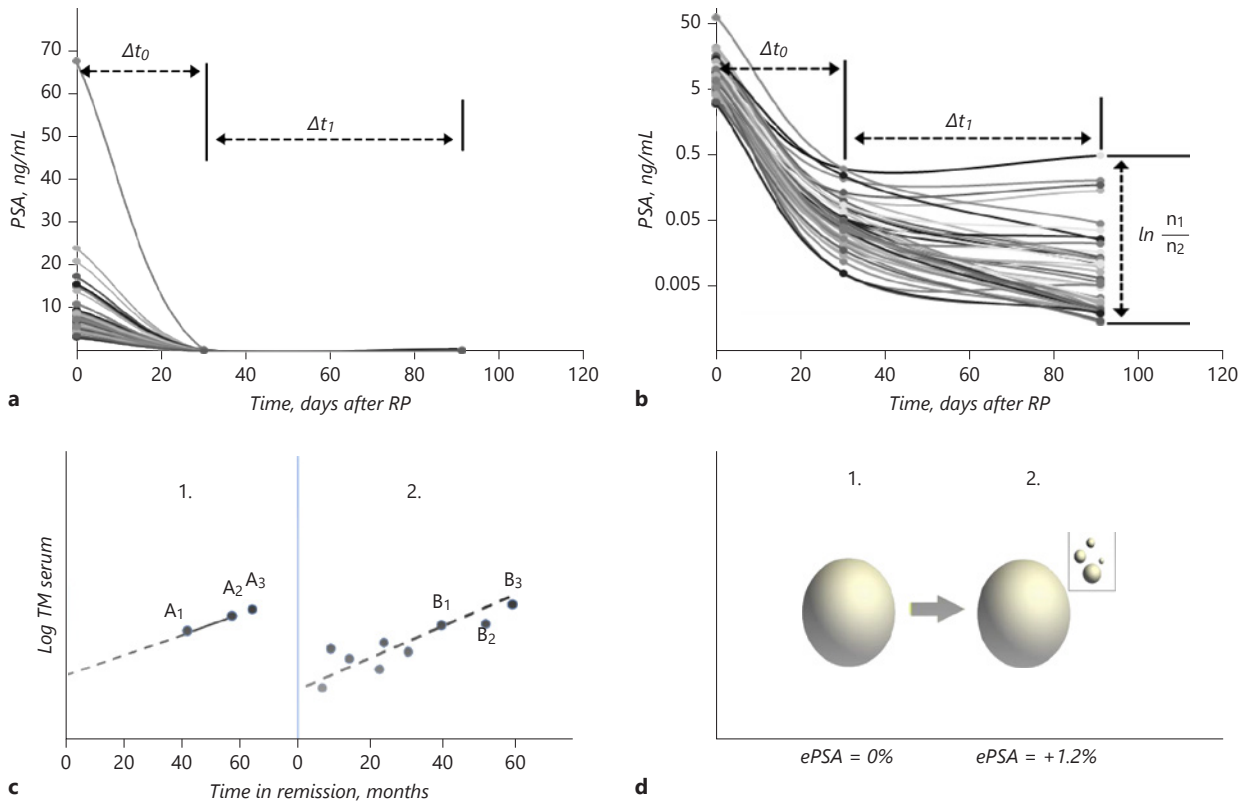 70
60
50
40
30
20
10
PSA, ng/mL
Δt0
Δt1
0 20 40 60 80 100 120
Time, days after RP
a
50
5
0.5
0.05
0.005
PSA, ng/mL
Δt0
Δt1
ln n1
n2
0 20 40 60 80 100 120
Time, days after RP
b
Log TM serum
1. 2.
A1 A2 A3
B1 B2 B3
0 20 40 60 0 20 40 60
Time in remission, months
c
1. 2.
ePSA = 0% ePSA = +1.2%
d